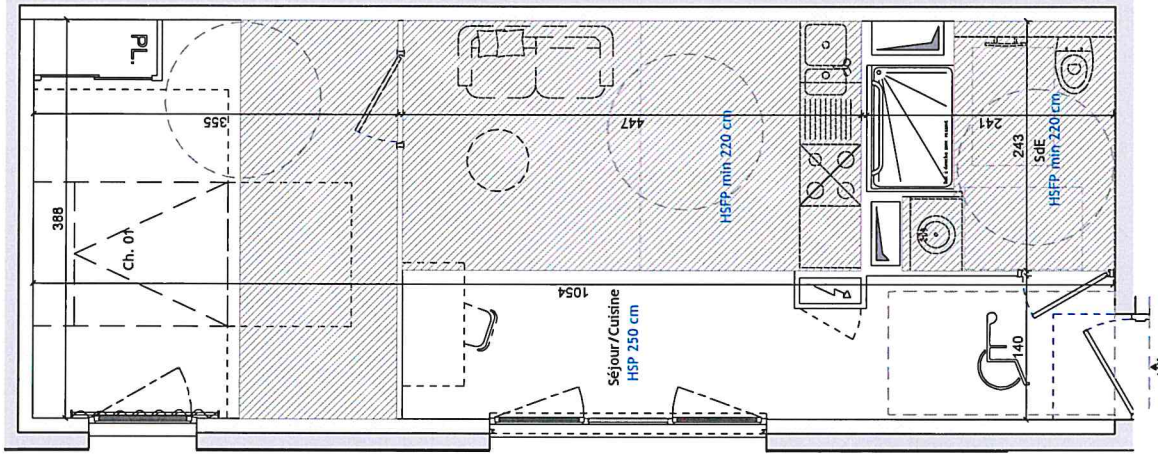 PL.
355
388
Ch. 01
447
HSFP min 220 cm
1054
Séjour/Cuisine
HSP 250 cm
241
243
SdE
HSFP min 220 cm
140